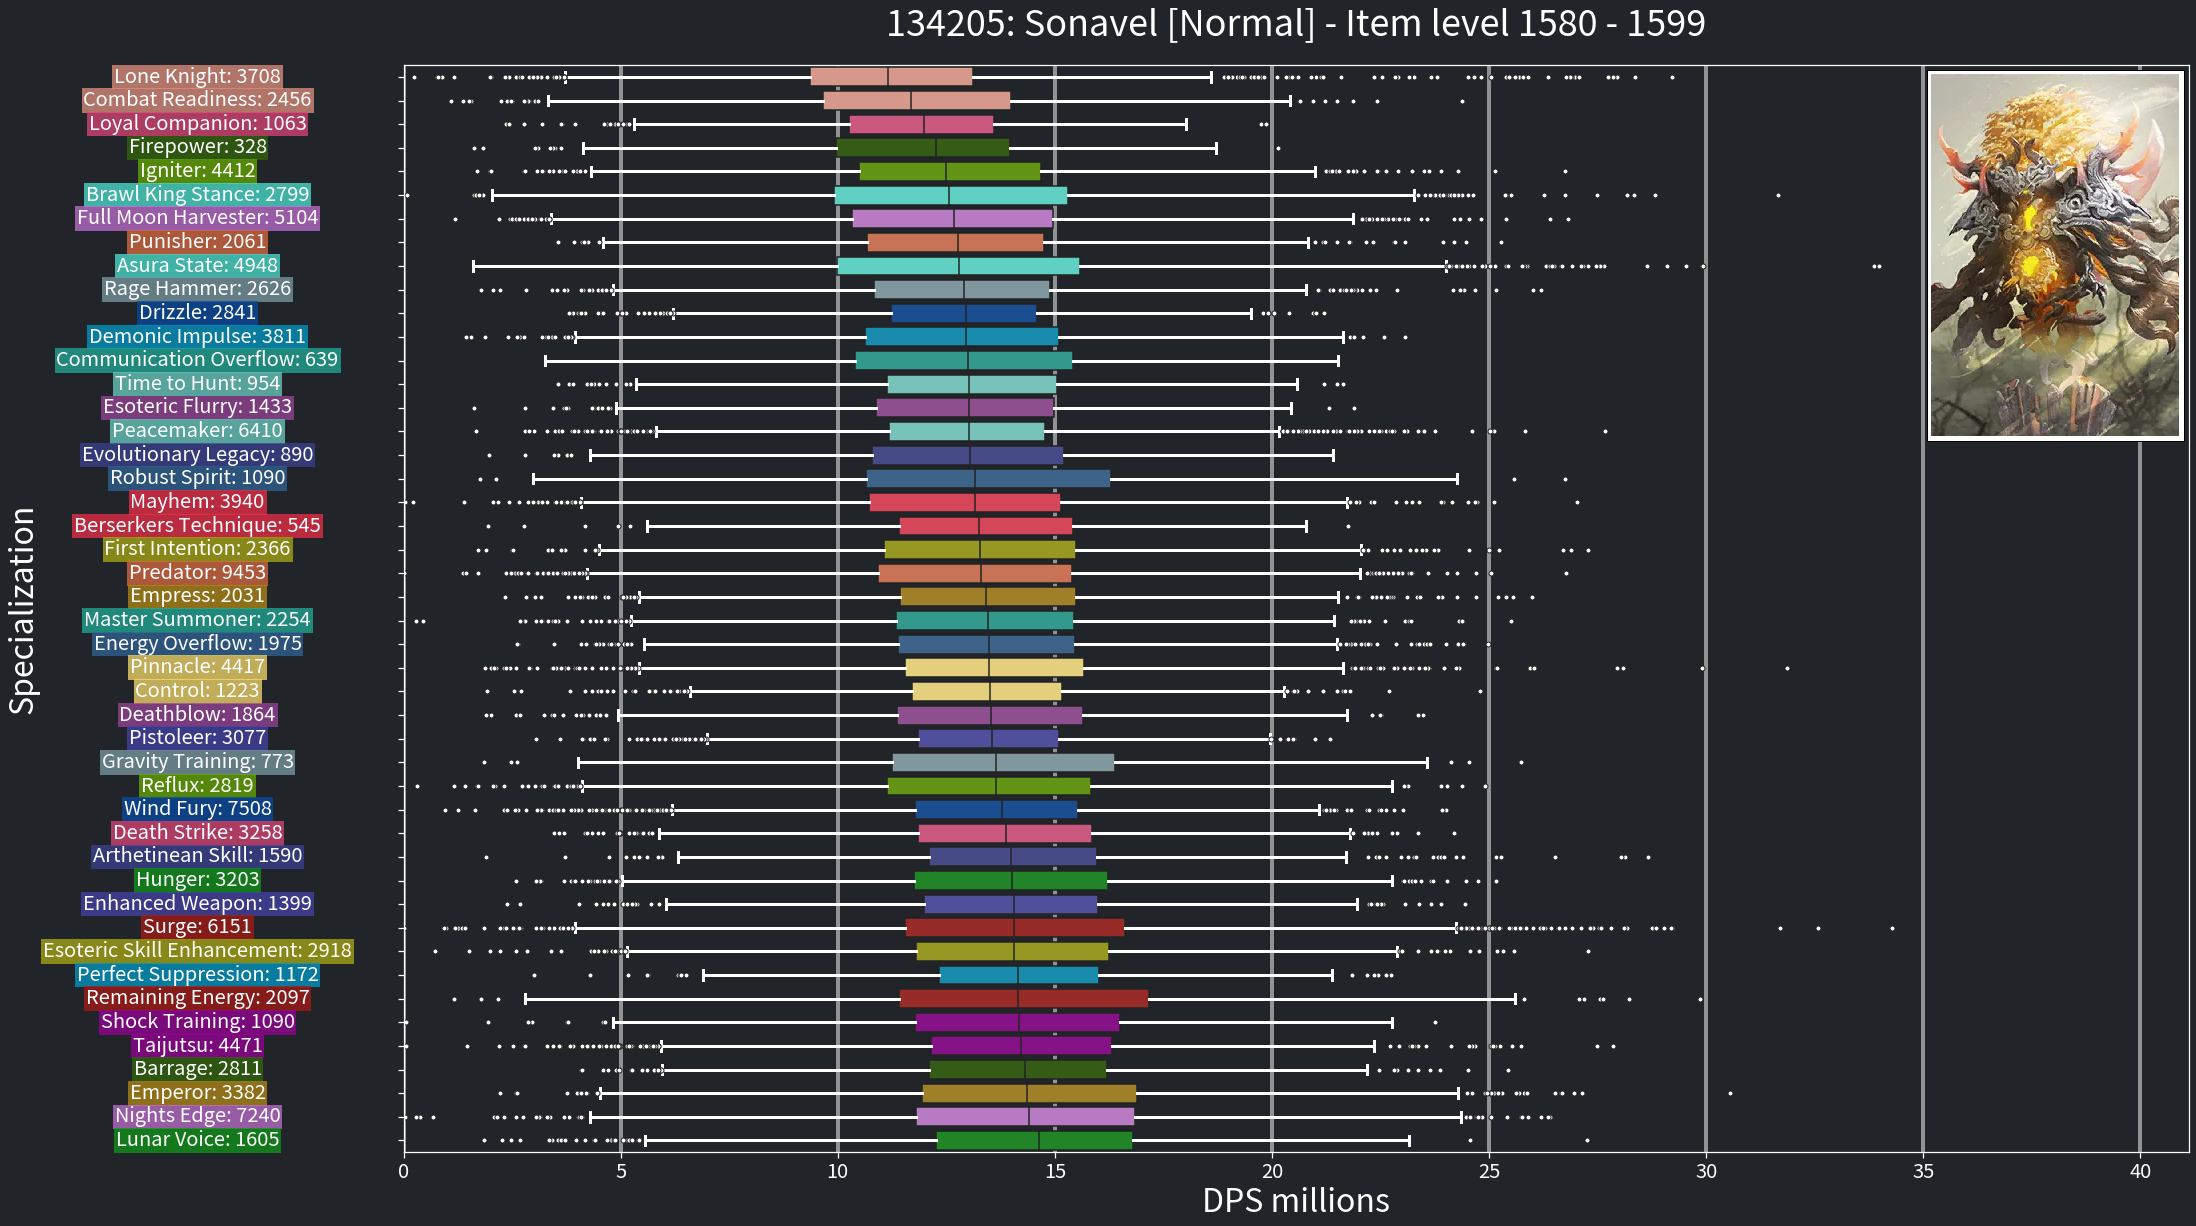 134205: Sonavel [Normal] - Item level 1580 - 1599
Lone Knight: 3708
Combat Readiness: 2456
Loyal Companion: 1063
Firepower: 328
Igniter: 4412
Brawl King Stance: 2799
Full Moon Harvester: 5104
Punisher: 2061
Asura State: 4948
Rage Hammer: 2626
Drizzle: 2841
Demonic Impulse: 3811
Communication Overflow: 639
Time to Hunt: 954
Esoteric Flurry: 1433
Peacemaker: 6410
Evolutionary Legacy: 890
Robust Spirit: 1090
Mayhem: 3940
Berserkers Technique: 545
First Intention: 2366
Predator: 9453
Empress: 2031
Master Summoner: 2254
Energy Overflow: 1975
Pinnacle: 4417
Control: 1223
Deathblow: 1864
Pistoleer: 3077
Gravity Training: 773
Reflux: 2819
Wind Fury: 7508
Death Strike: 3258
Arthetinean Skill: 1590
Hunger: 3203
Enhanced Weapon: 1399
Surge: 6151
Esoteric Skill Enhancement: 2918
Perfect Suppression: 1172
Remaining Energy: 2097
Shock Training: 1090
Taijutsu: 4471
Barrage: 2811
Emperor: 3382
Nights Edge: 7240
Lunar Voice: 1605
Specialization
0 5 10 15 20 25 30 35 40
DPS millions